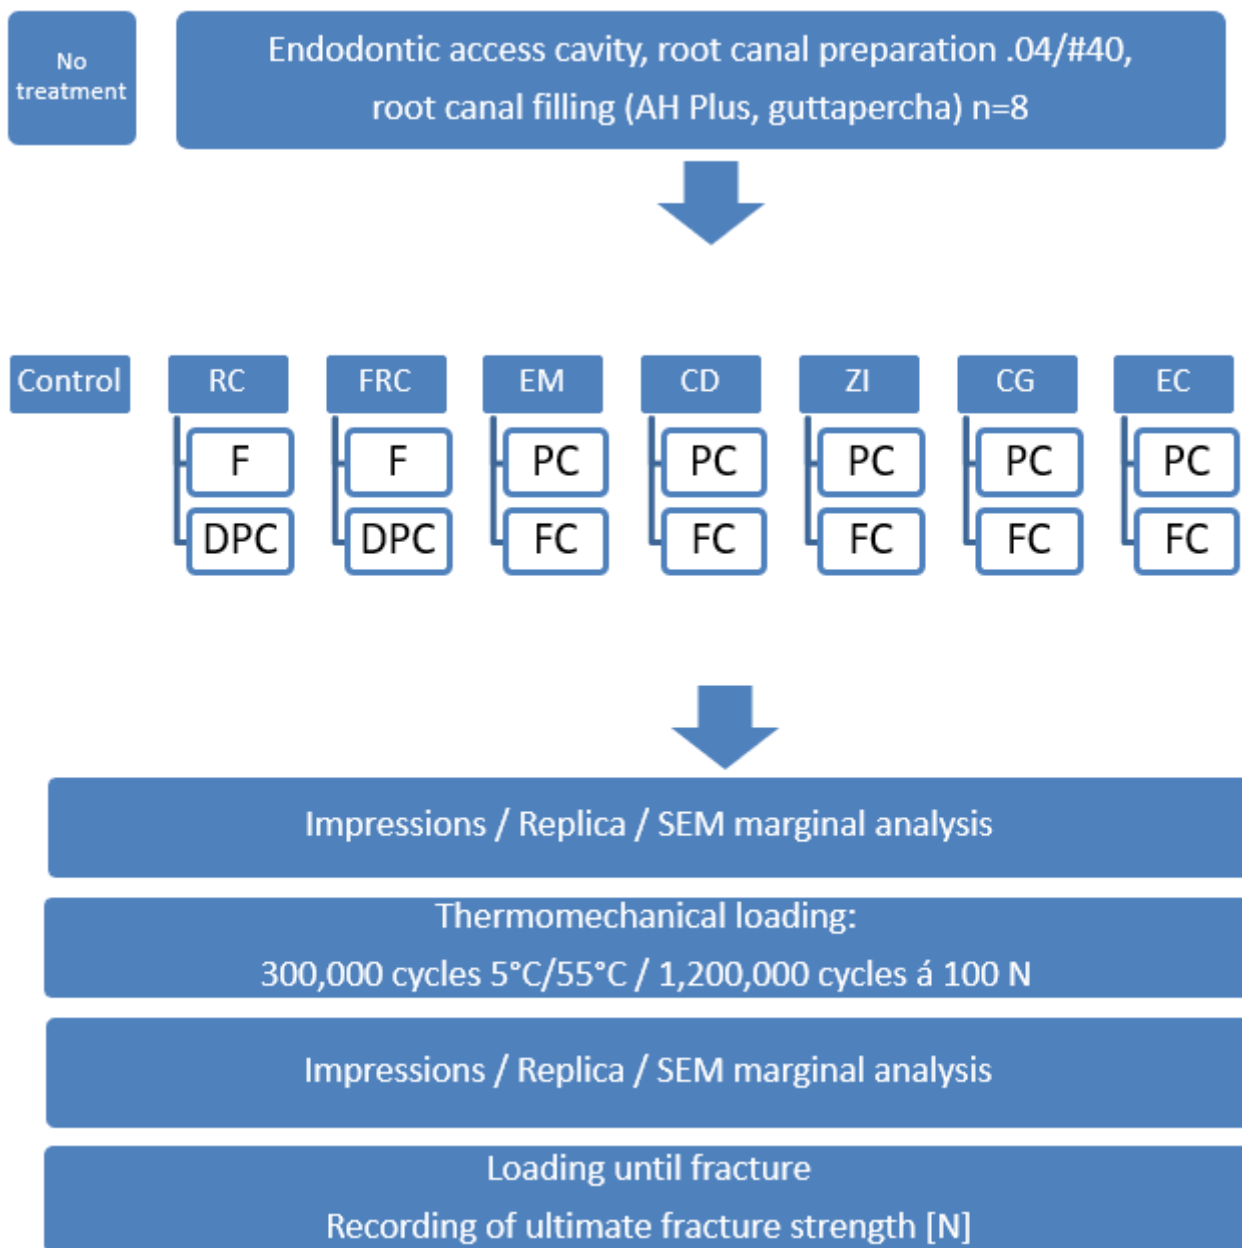 No
treatment
Endodontic access cavity, root canal preparation .04/#40,
root canal filling (AH Plus, guttapercha) n=8
Control
RC
FRC
EM
CD
ZI
CG
EC
F
F
PC
PC
PC
PC
PC
DPC
DPC
FC
FC
FC
FC
FC
Impressions / Replica / SEM marginal analysis
Thermomechanical loading:
300,000 cycles 5°C/55°C / 1,200,000 cycles á 100 N
Impressions / Replica / SEM marginal analysis
Loading until fracture
Recording of ultimate fracture strength [N]